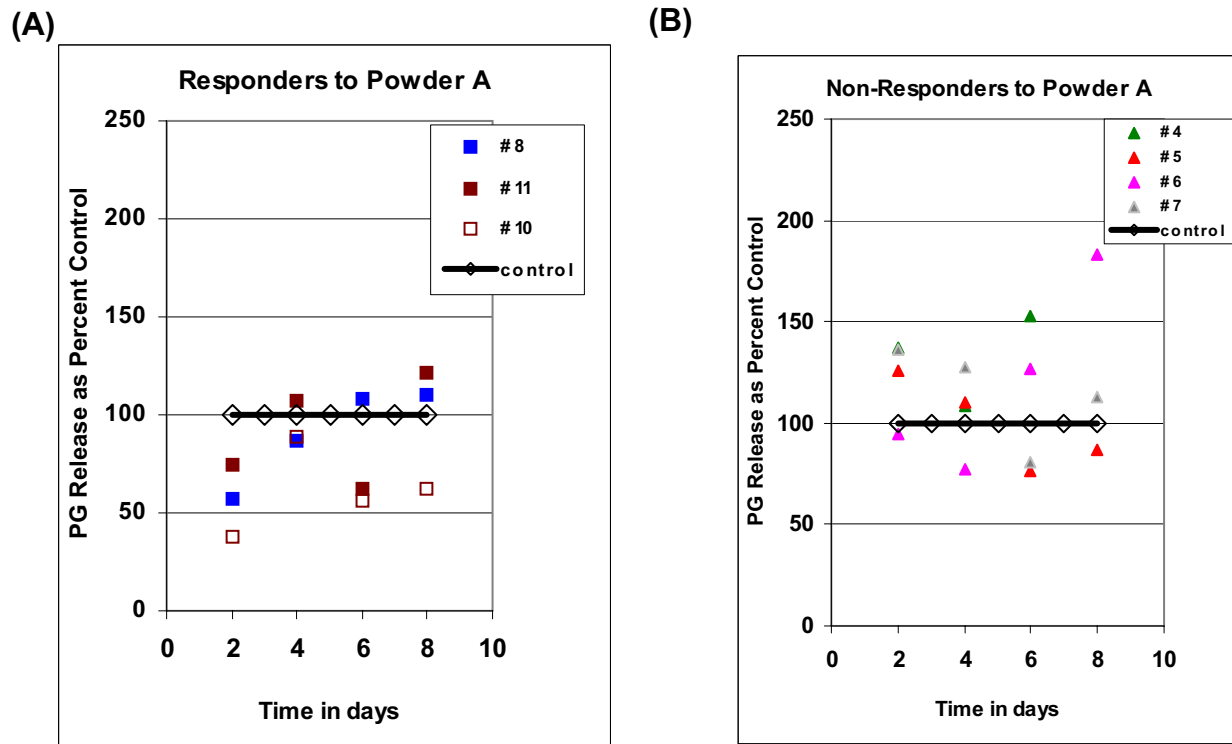 (A)
Responders to Powder A
PG Release as Percent Control
250
200
150
100
50
0
0 2 4 6 8 10
Time in days
# 8
# 11
# 10
control
(B)
Non-Responders to Powder A
PG Release as Percent Control
250
200
150
100
50
0
0 2 4 6 8 10
Time in days
# 4
# 5
# 6
# 7
control